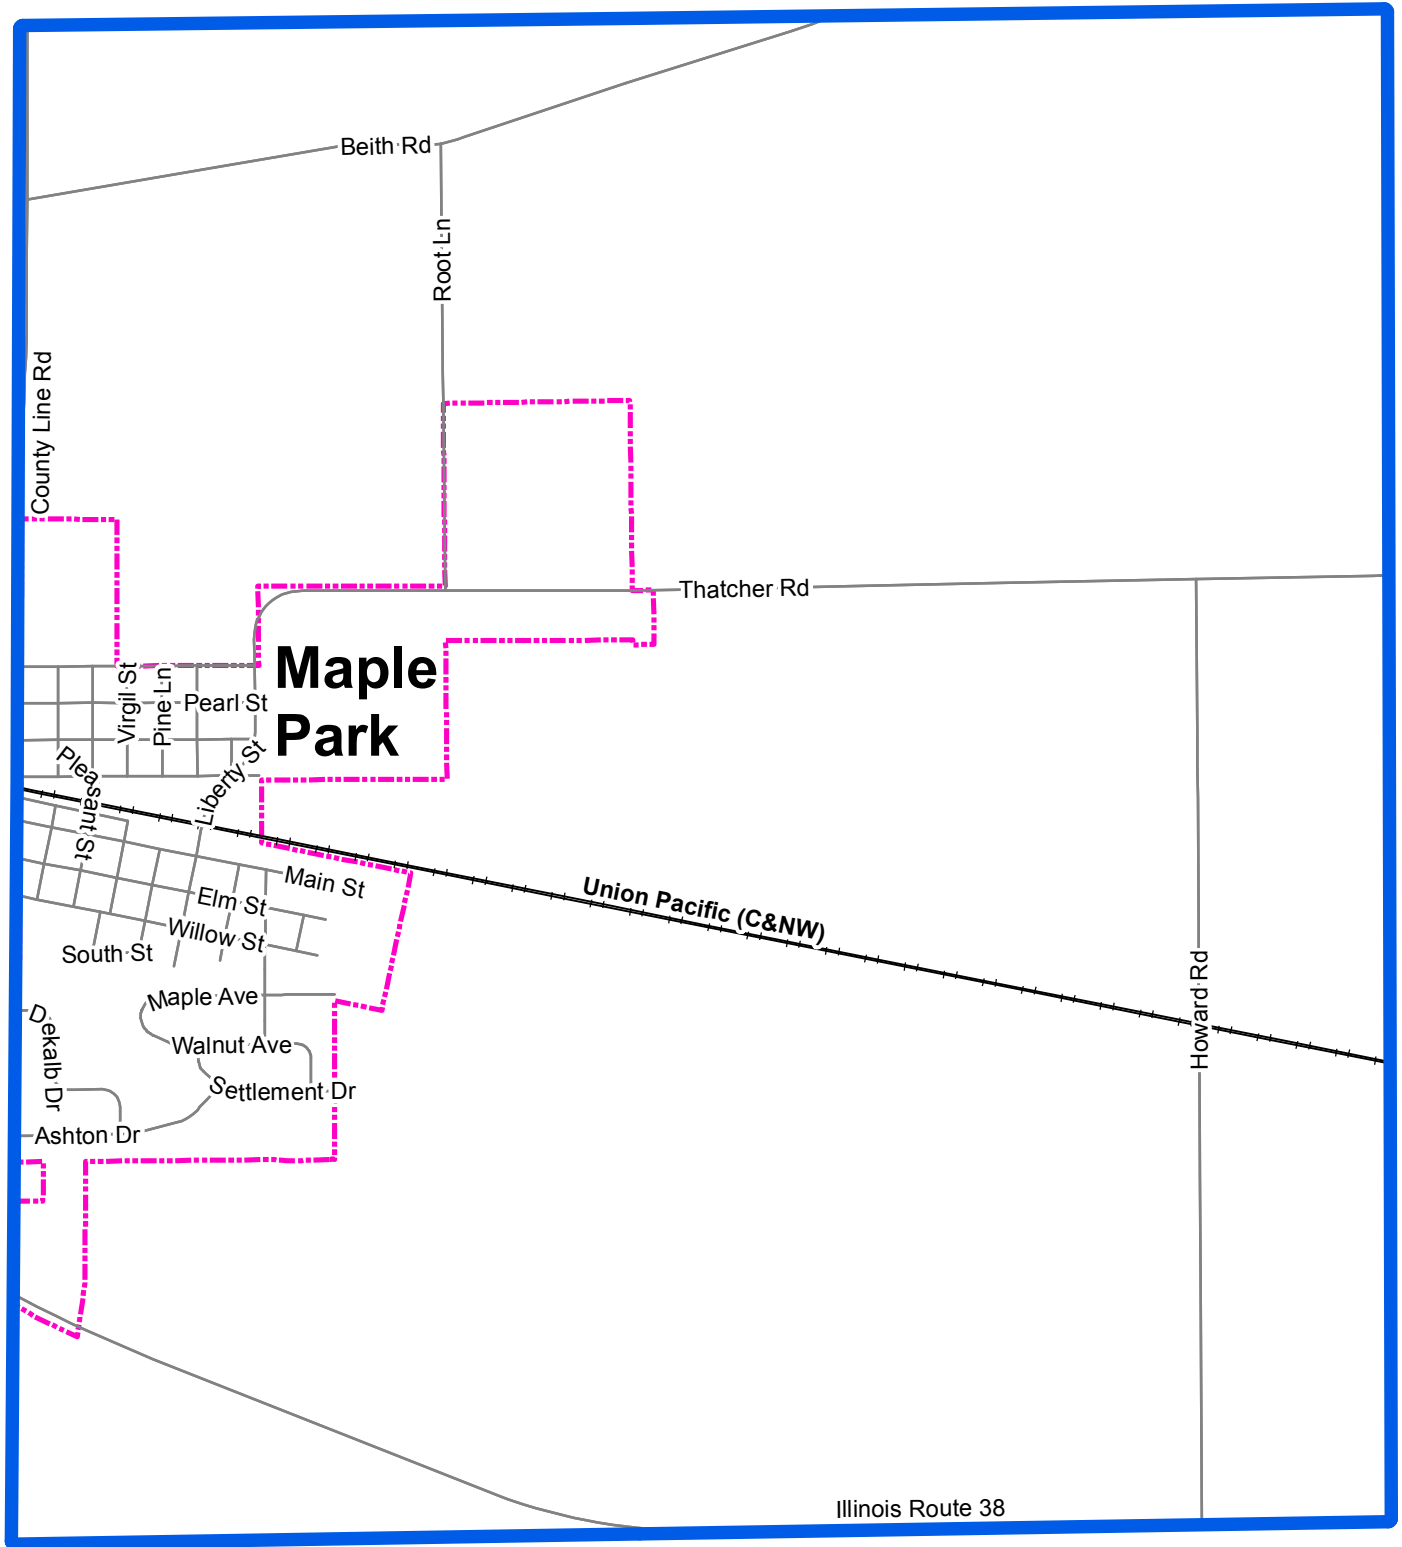 Beith Rd
Root Ln
County Line Rd
Thatcher Rd
Maple
Park
Virgil St
Pine Ln
Pearl St
Pleasant St
Liberty St
Main St
Union Pacific (C&NW)
Elm St
Willow St
South St
Howard Rd
Maple Ave
Dekalb Dr
Walnut Ave
Settlement Dr
Ashton Dr
Illinois Route 38